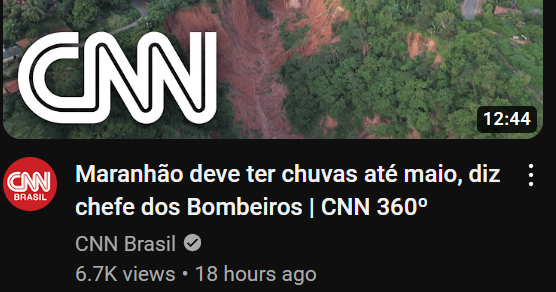 CNN
12:44
CNN
BRASIL
Maranhão deve ter chuvas até maio, diz
chefe dos Bombeiros | CNN 360º
CNN Brasil
6.7K views • 18 hours ago